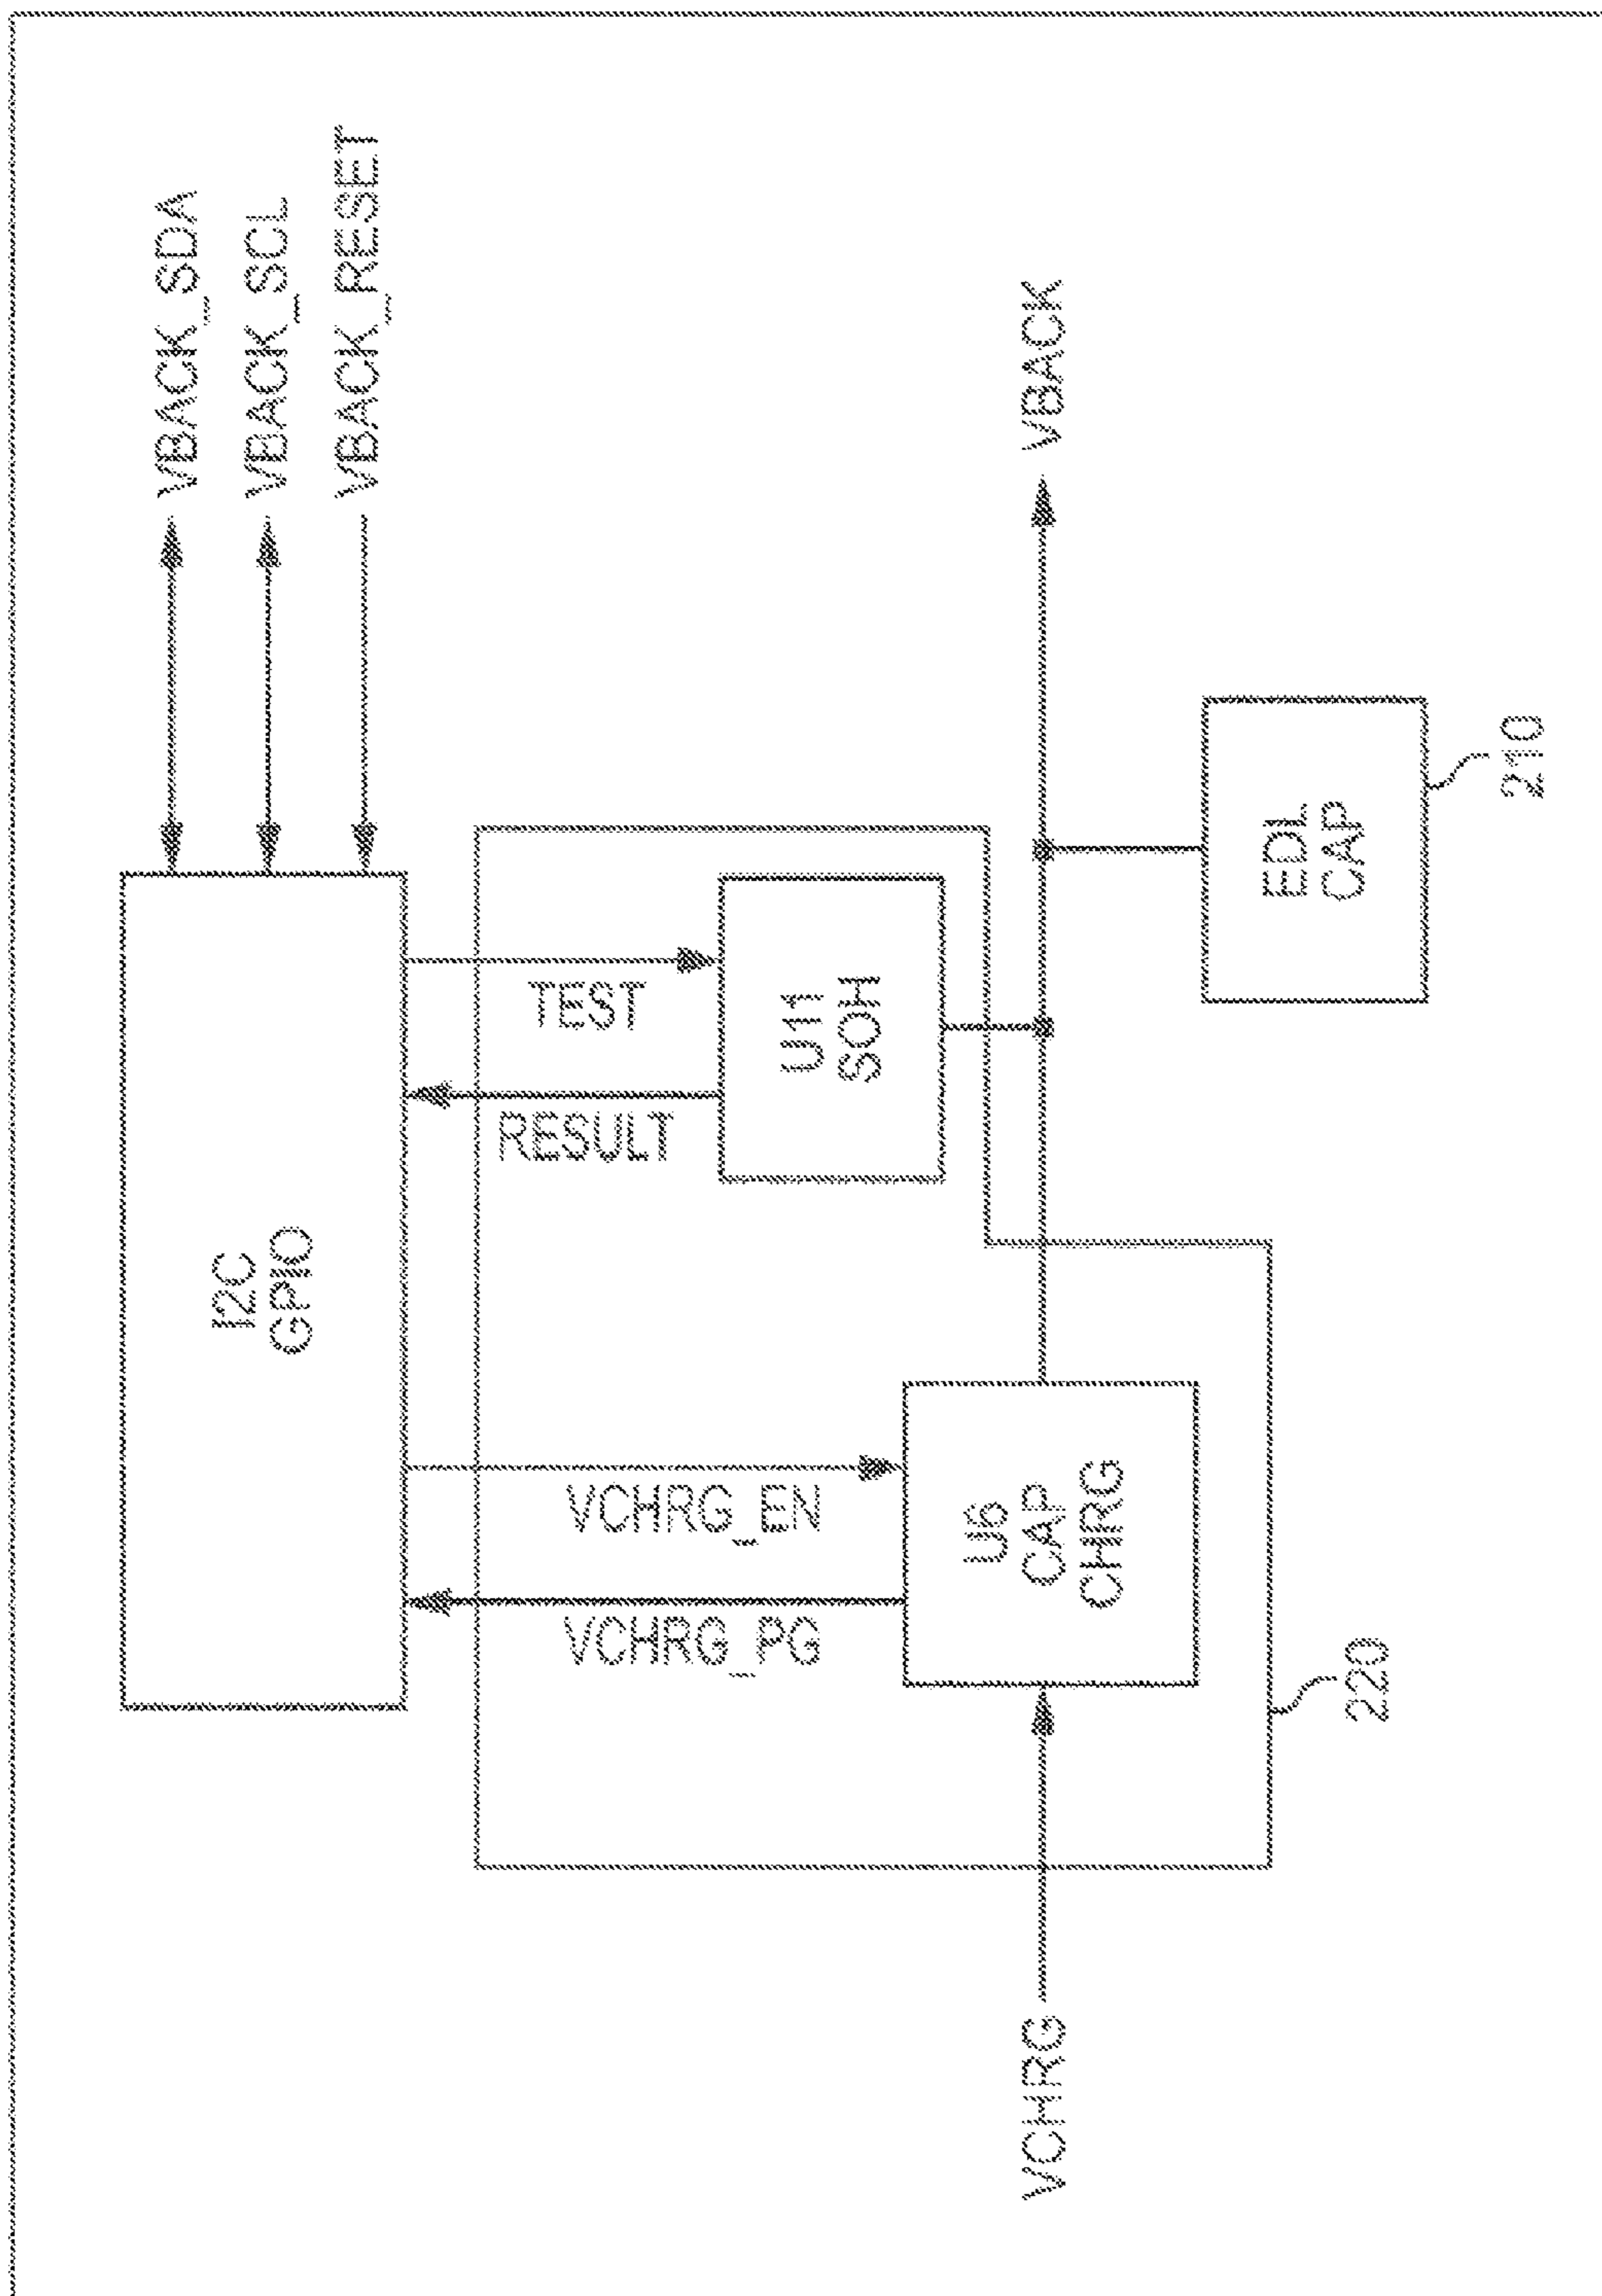 VBACK_SDA
VBACK_SCL
VBACK_RESET
I2C
GPIO
TEST
RESULT
VCHRG_EN
VCHRG_PG
U11
SOH
U6
CAP
CHRG
VCHRG
VBACK
EDL
CAP
210
220